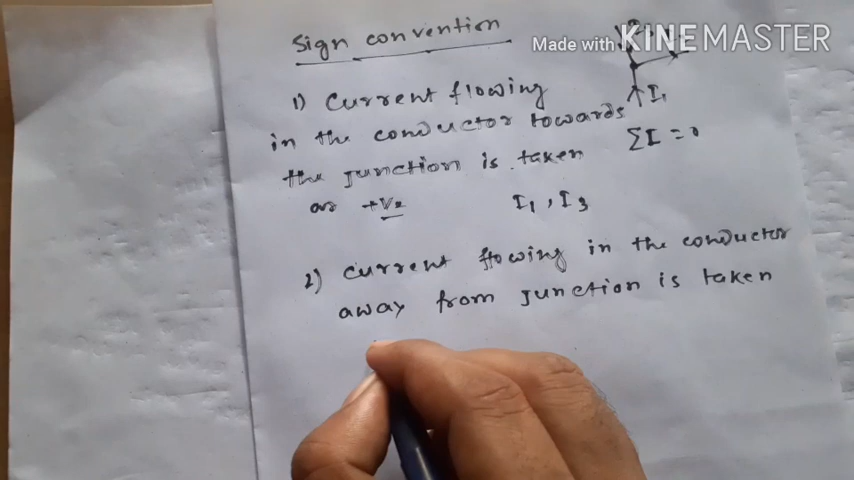 Sign convention
Made with KINEMASTER
1) Current flowing
I1
in the conductor towards
ΣI = 0
the junction is taken
as +ve
I1, I3
2) Current flowing in the conductor
away from junction is taken